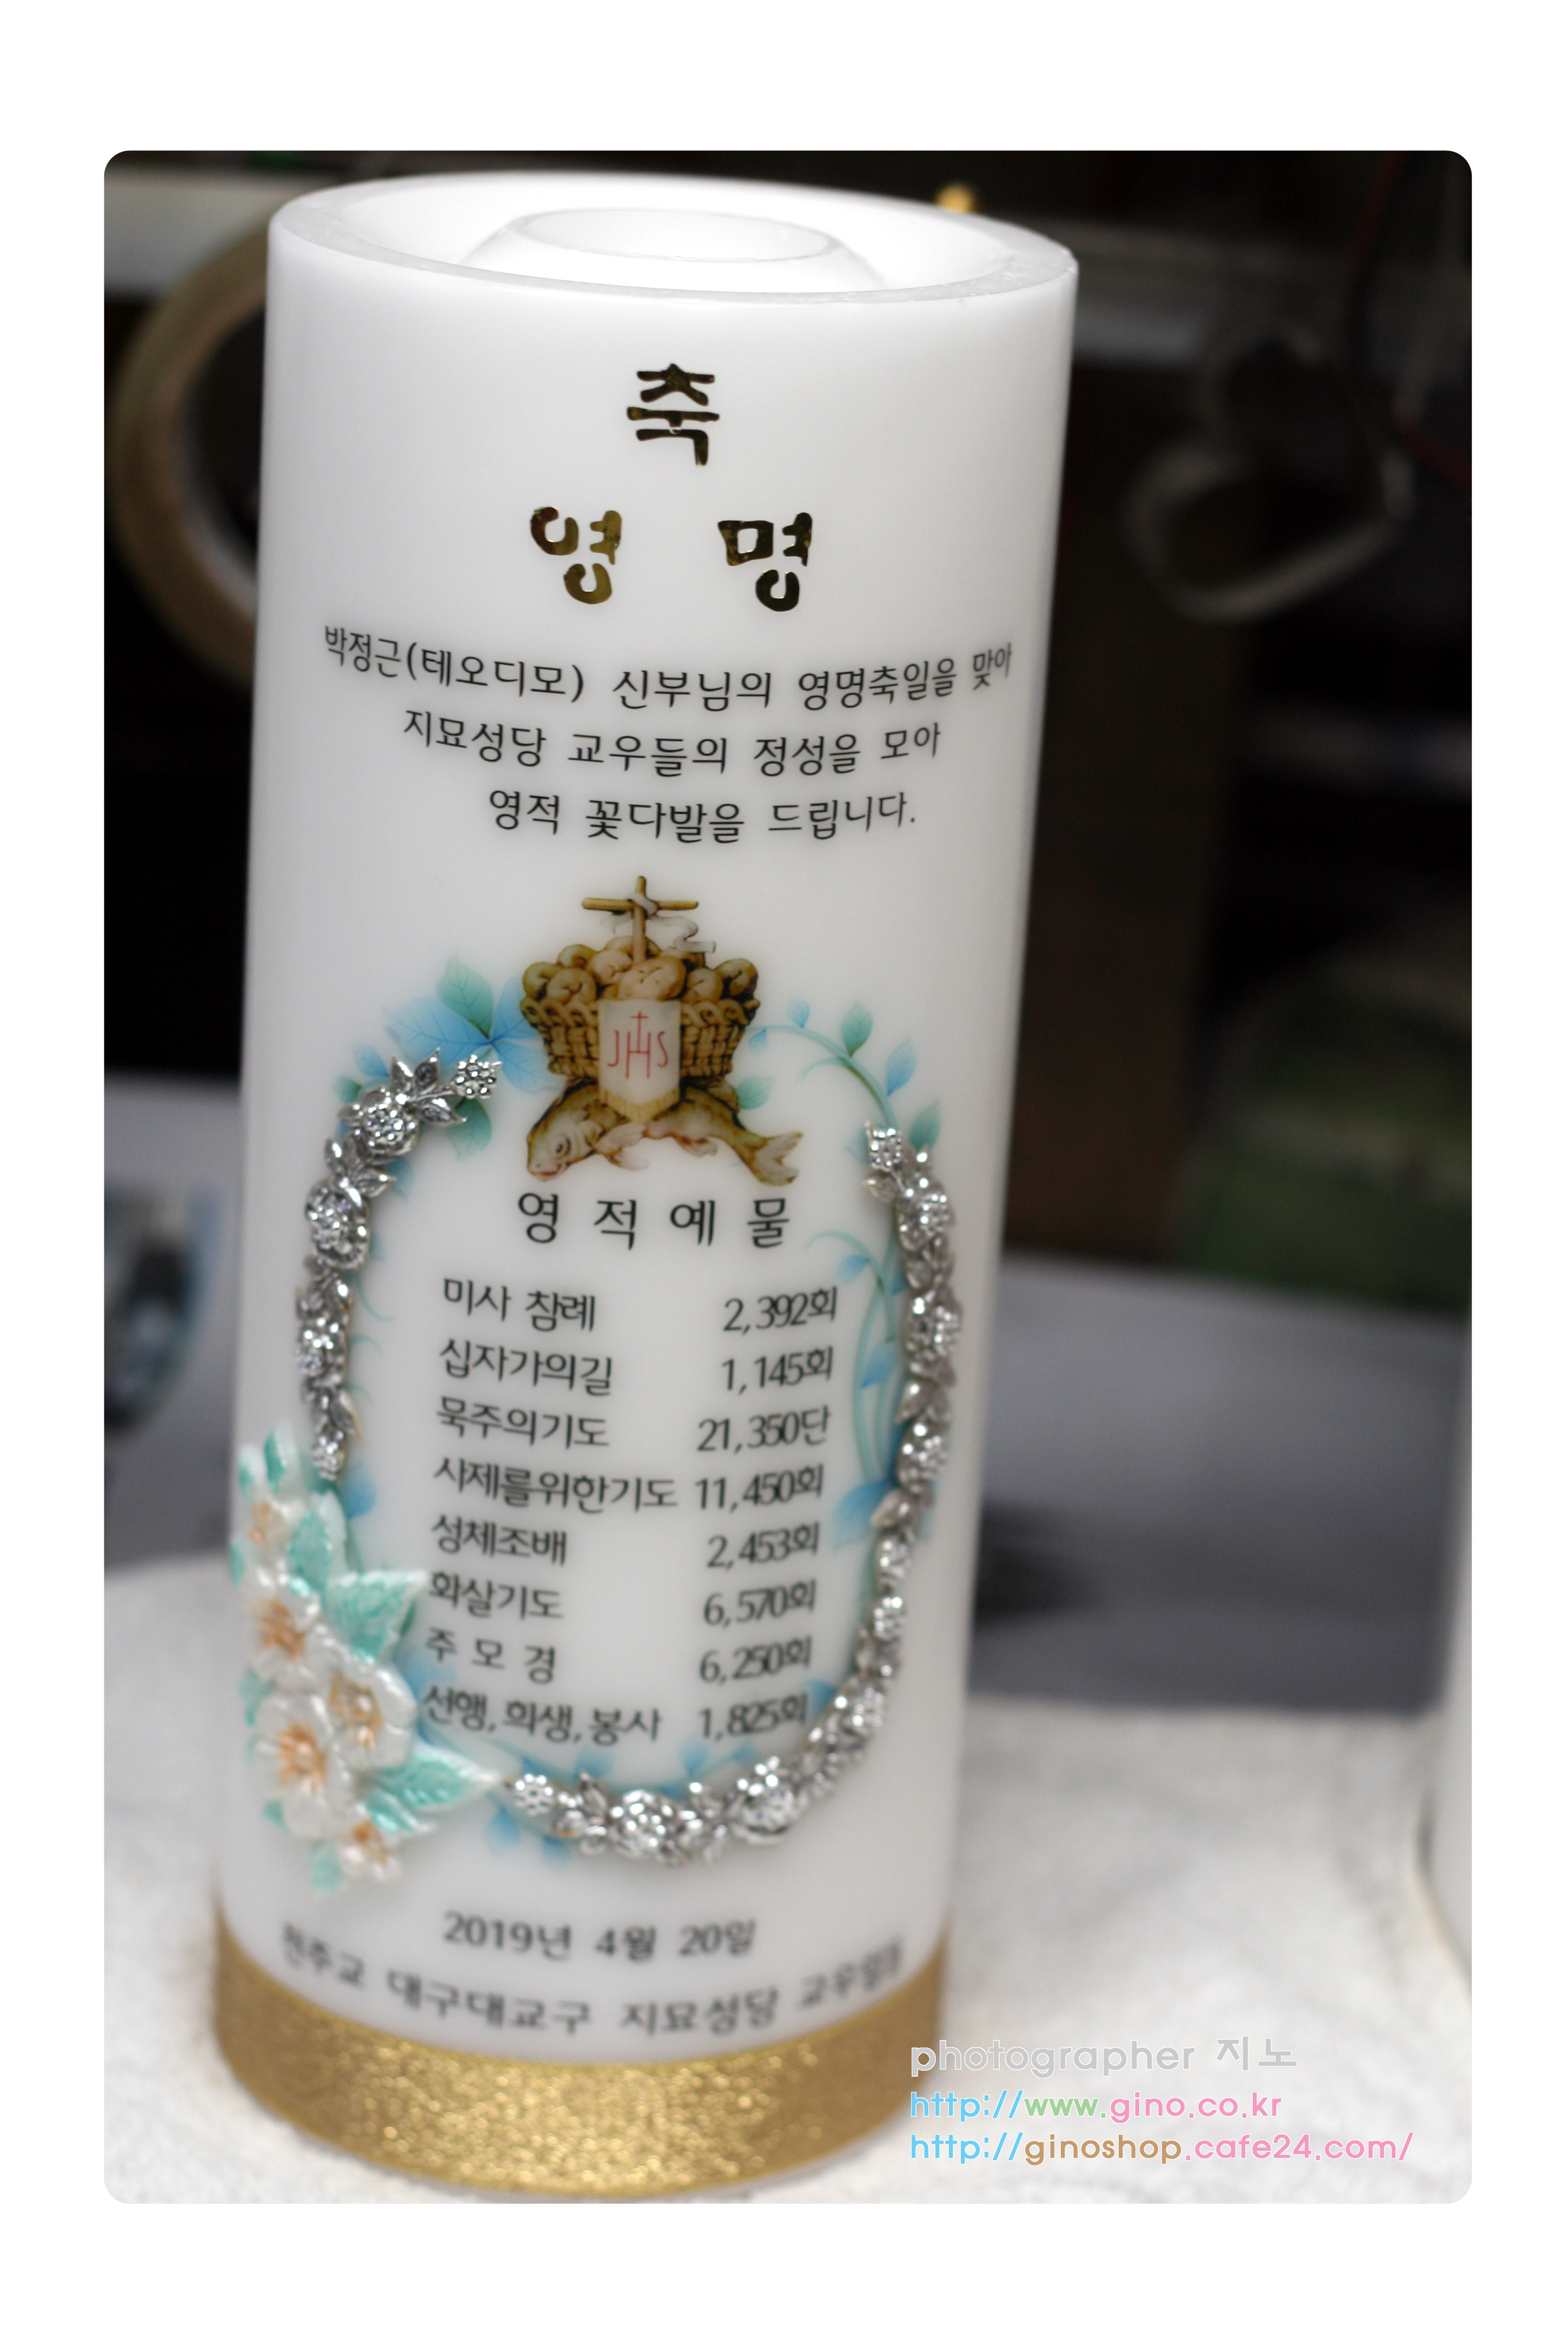 축
영 명
박정근(테오디모) 신부님의 영명축일을 맞아
지묘성당 교우들의 정성을 모아
영적 꽃다발을 드립니다.
JHS
영 적 예 물
미사 참례 2,392회
십자가의길 1,145회
묵주의기도 21,350단
사제를위한기도 11,450회
성체조배 2,453회
화살기도 6,570회
주 모 경 6,250회
선행, 희생, 봉사 1,825회
2019년 4월 20일
천주교 대구대교구 지묘성당 교우일동
photographer 지노
http://www.gino.co.kr
http://ginoshop.cafe24.com/